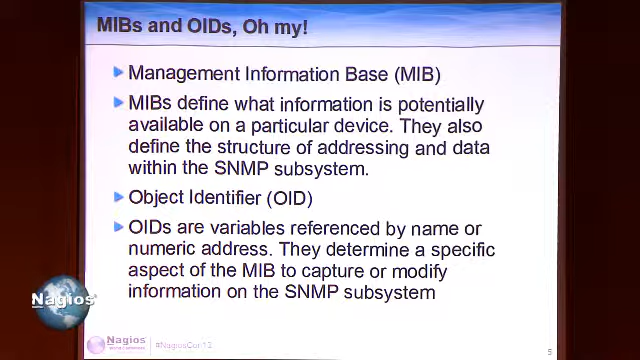 MIBs and OIDs, Oh my!
Management Information Base (MIB)
MIBs define what information is potentially
available on a particular device. They also
define the structure of addressing and data
within the SNMP subsystem.
Object Identifier (OID)
OIDs are variables referenced by name or
numeric address. They determine a specific
aspect of the MIB to capture or modify
information on the SNMP subsystem
Nagios
Nagios
#NagiosCon13
5